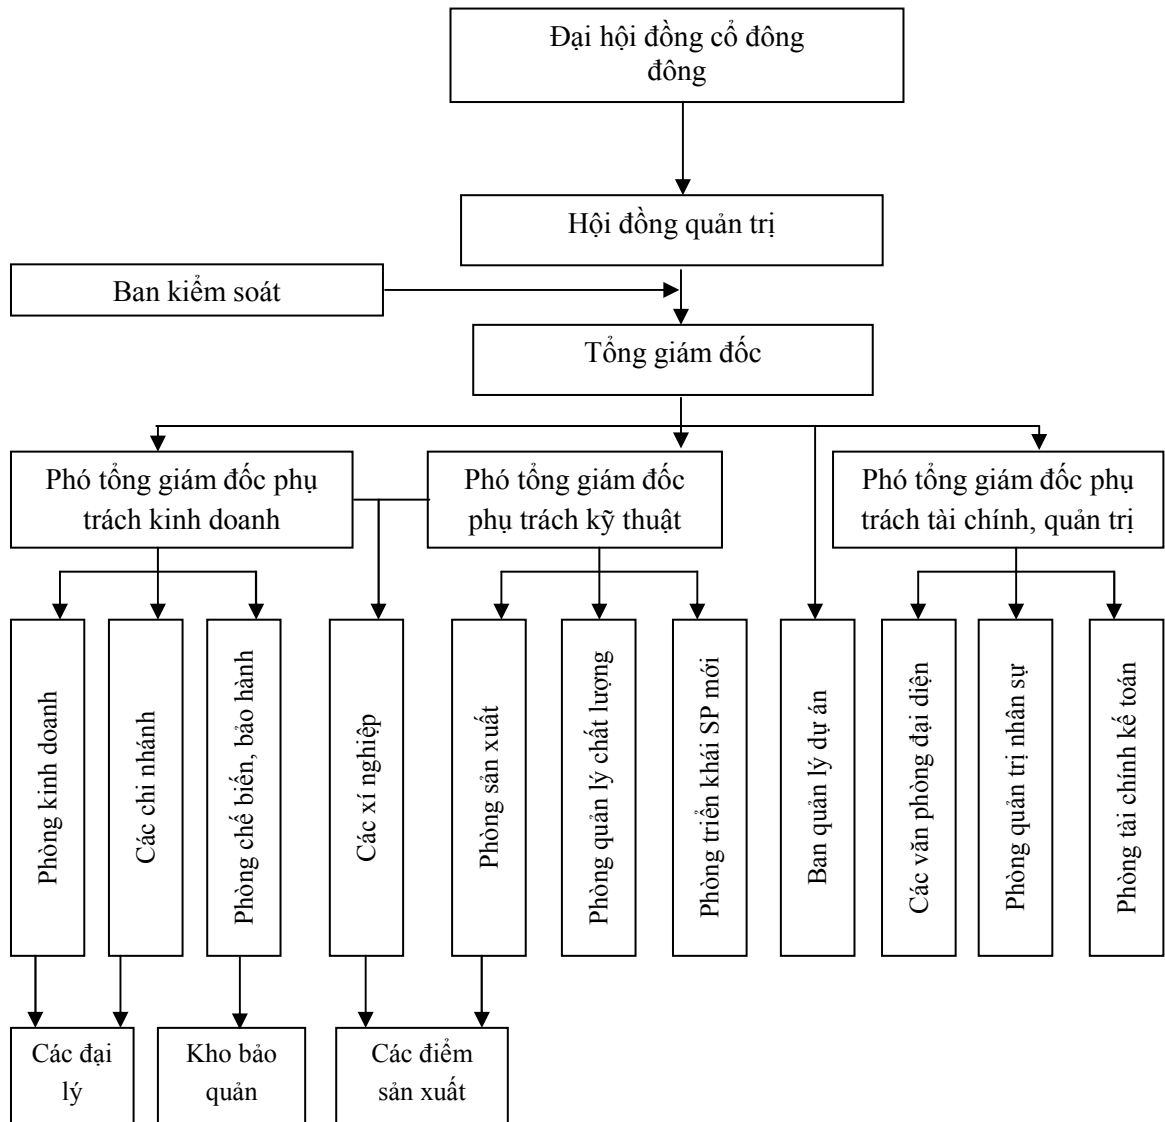 Đại hội đồng cổ đông
đông
Hội đồng quản trị
Ban kiểm soát
Tổng giám đốc
Phó tổng giám đốc phụ
trách kinh doanh
Phó tổng giám đốc
phụ trách kỹ thuật
Phó tổng giám đốc phụ
trách tài chính, quản trị
Phòng kinh doanh
Các chi nhánh
Phòng chế biến, bảo hành
Các xí nghiệp
Phòng sản xuất
Phòng quản lý chất lượng
Phòng triển khái SP mới
Ban quản lý dự án
Các văn phòng đại diện
Phòng quản trị nhân sự
Phòng tài chính kế toán
Các đại
lý
Kho bảo
quản
Các điểm
sản xuất